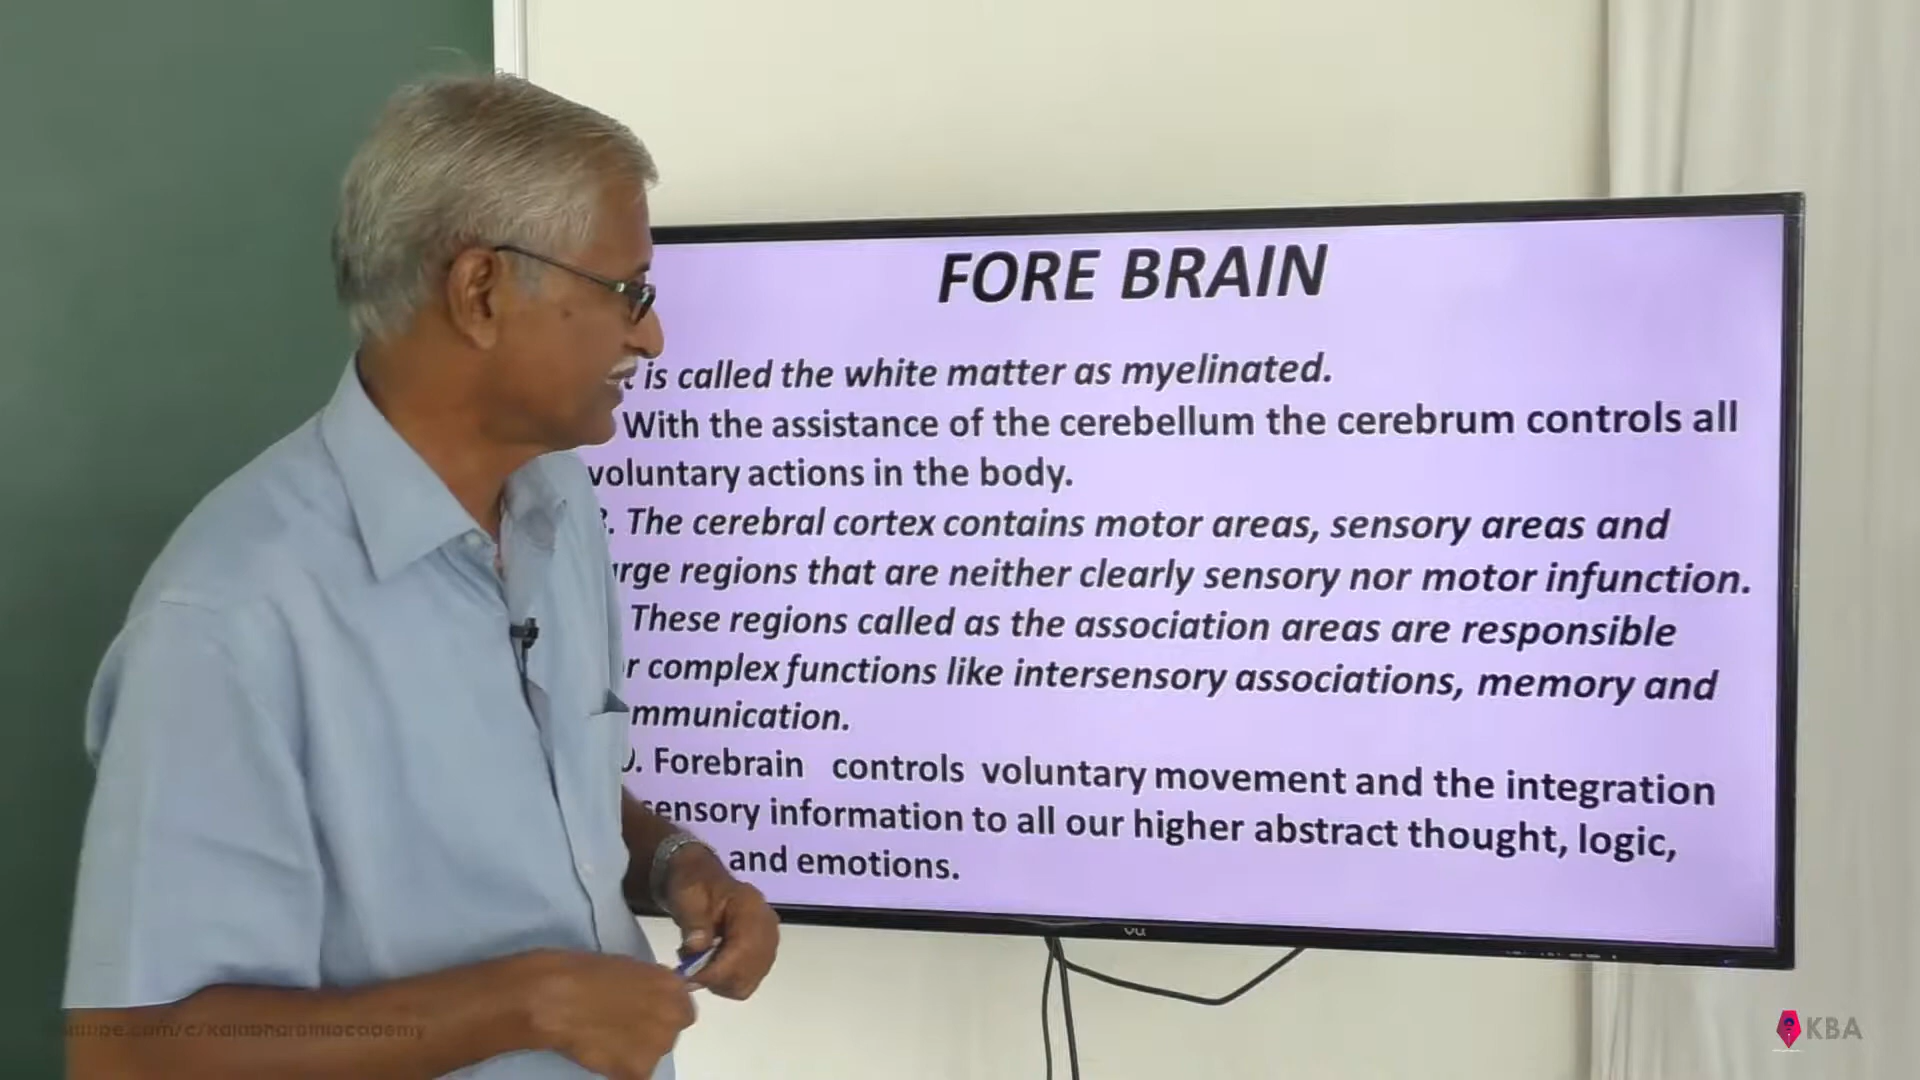 FORE BRAIN
is called the white matter as myelinated.
With the assistance of the cerebellum the cerebrum controls all
voluntary actions in the body.
The cerebral cortex contains motor areas, sensory areas and
regions that are neither clearly sensory nor motor infunction.
These regions called as the association areas are responsible
complex functions like intersensory associations, memory and
mmunication.
Forebrain controls voluntary movement and the integration
sensory information to all our higher abstract thought, logic,
and emotions.
VU
KBA